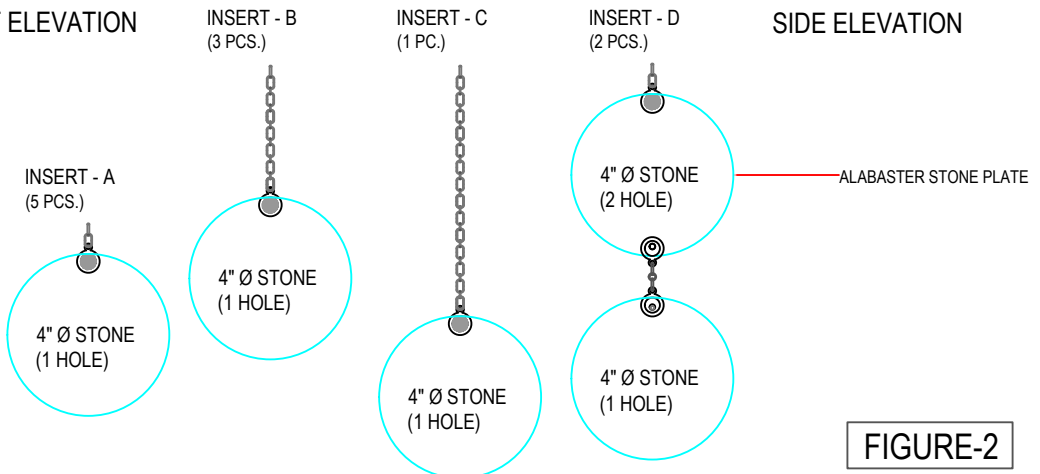 ELEVATION
INSERT - B
(3 PCS.)
INSERT - C
(1 PC.)
INSERT - D
(2 PCS.)
SIDE ELEVATION
INSERT - A
(5 PCS.)
4" Ø STONE
(1 HOLE)
4" Ø STONE
(1 HOLE)
4" Ø STONE
(1 HOLE)
4" Ø STONE
(2 HOLE)
ALABASTER STONE PLATE
4" Ø STONE
(1 HOLE)
FIGURE-2